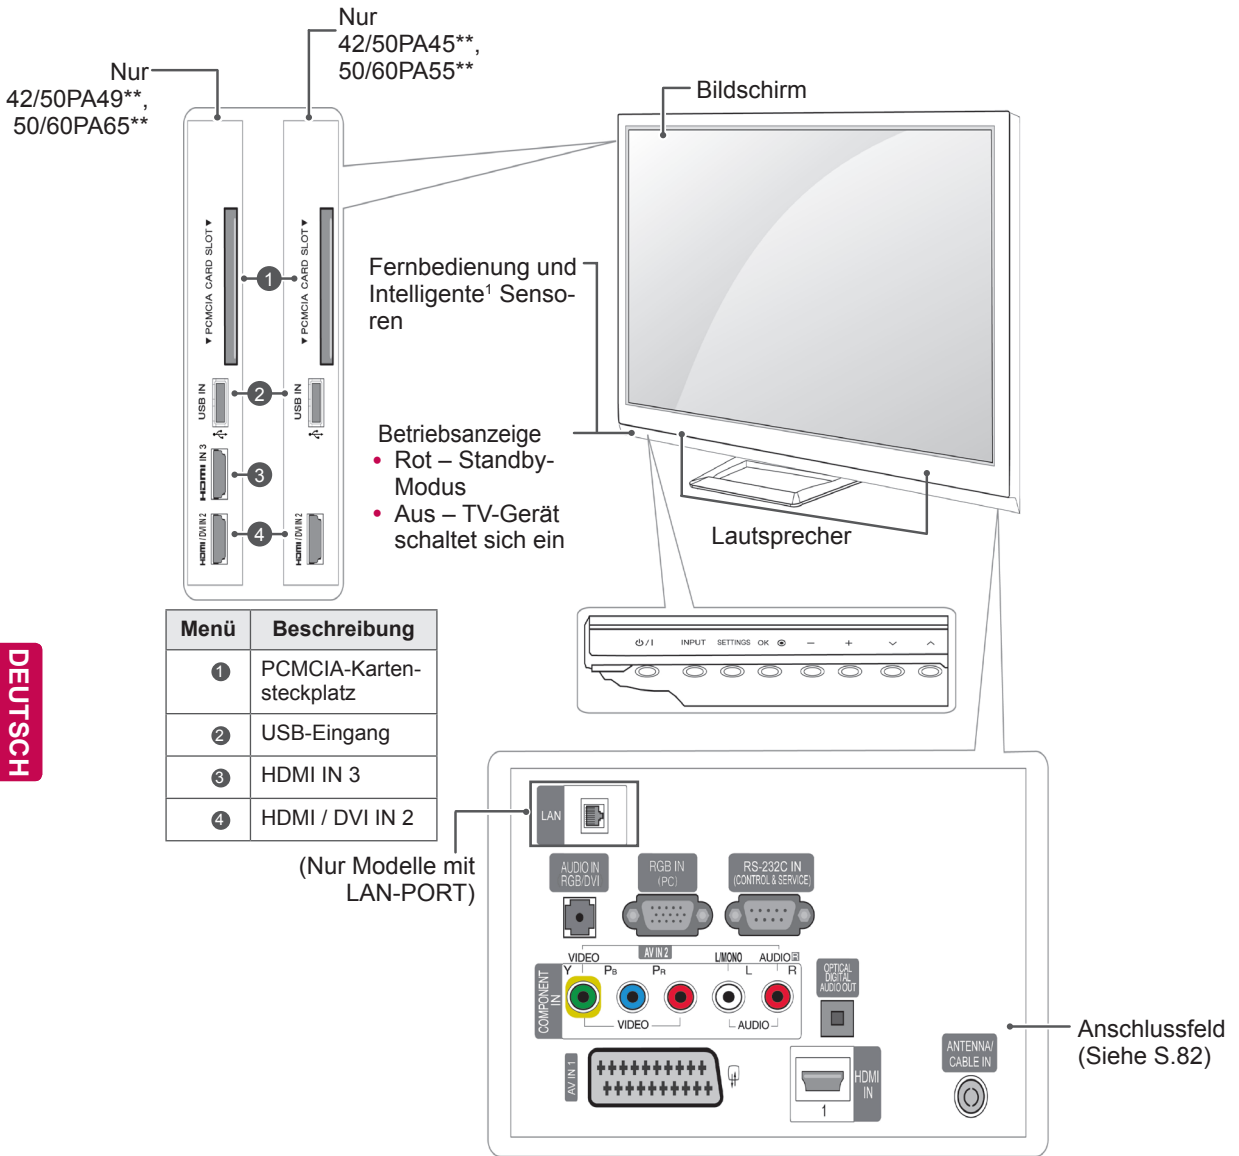 Nur
42/50PA45**,
50/60PA55**
Nur
42/50PA49**,
50/60PA65**
Bildschirm
▼PCMCIA CARD SLOT▼
▼PCMCIA CARD SLOT▼
1
Fernbedienung und
Intelligente¹ Senso-
ren
USB IN
2
USB IN
Betriebsanzeige
• Rot – Standby-
Modus
• Aus – TV-Gerät
schaltet sich ein
HDMI IN 3
3
HDMI /DVI IN 2
4
HDMI /DVI IN 2
Lautsprecher
Menü Beschreibung
1 PCMCIA-Karten-
steckplatz
2 USB-Eingang
3 HDMI IN 3
4 HDMI / DVI IN 2
/ I INPUT SETTINGS OK − +
DEUTSCH
(Nur Modelle mit
LAN-PORT)
LAN
AUDIO IN
RGB/DVI
RGB IN
(PC)
RS-232C IN
(CONTROL & SERVICE)
AV IN 2
VIDEO L/MONO AUDIO
Y PB PR L R
COMPONENT
IN
VIDEO AUDIO
OPTICAL
DIGITAL
AUDIO OUT
AV IN 1
1
HDMI
IN
ANTENNA/
CABLE IN
Anschlussfeld
(Siehe S.82)